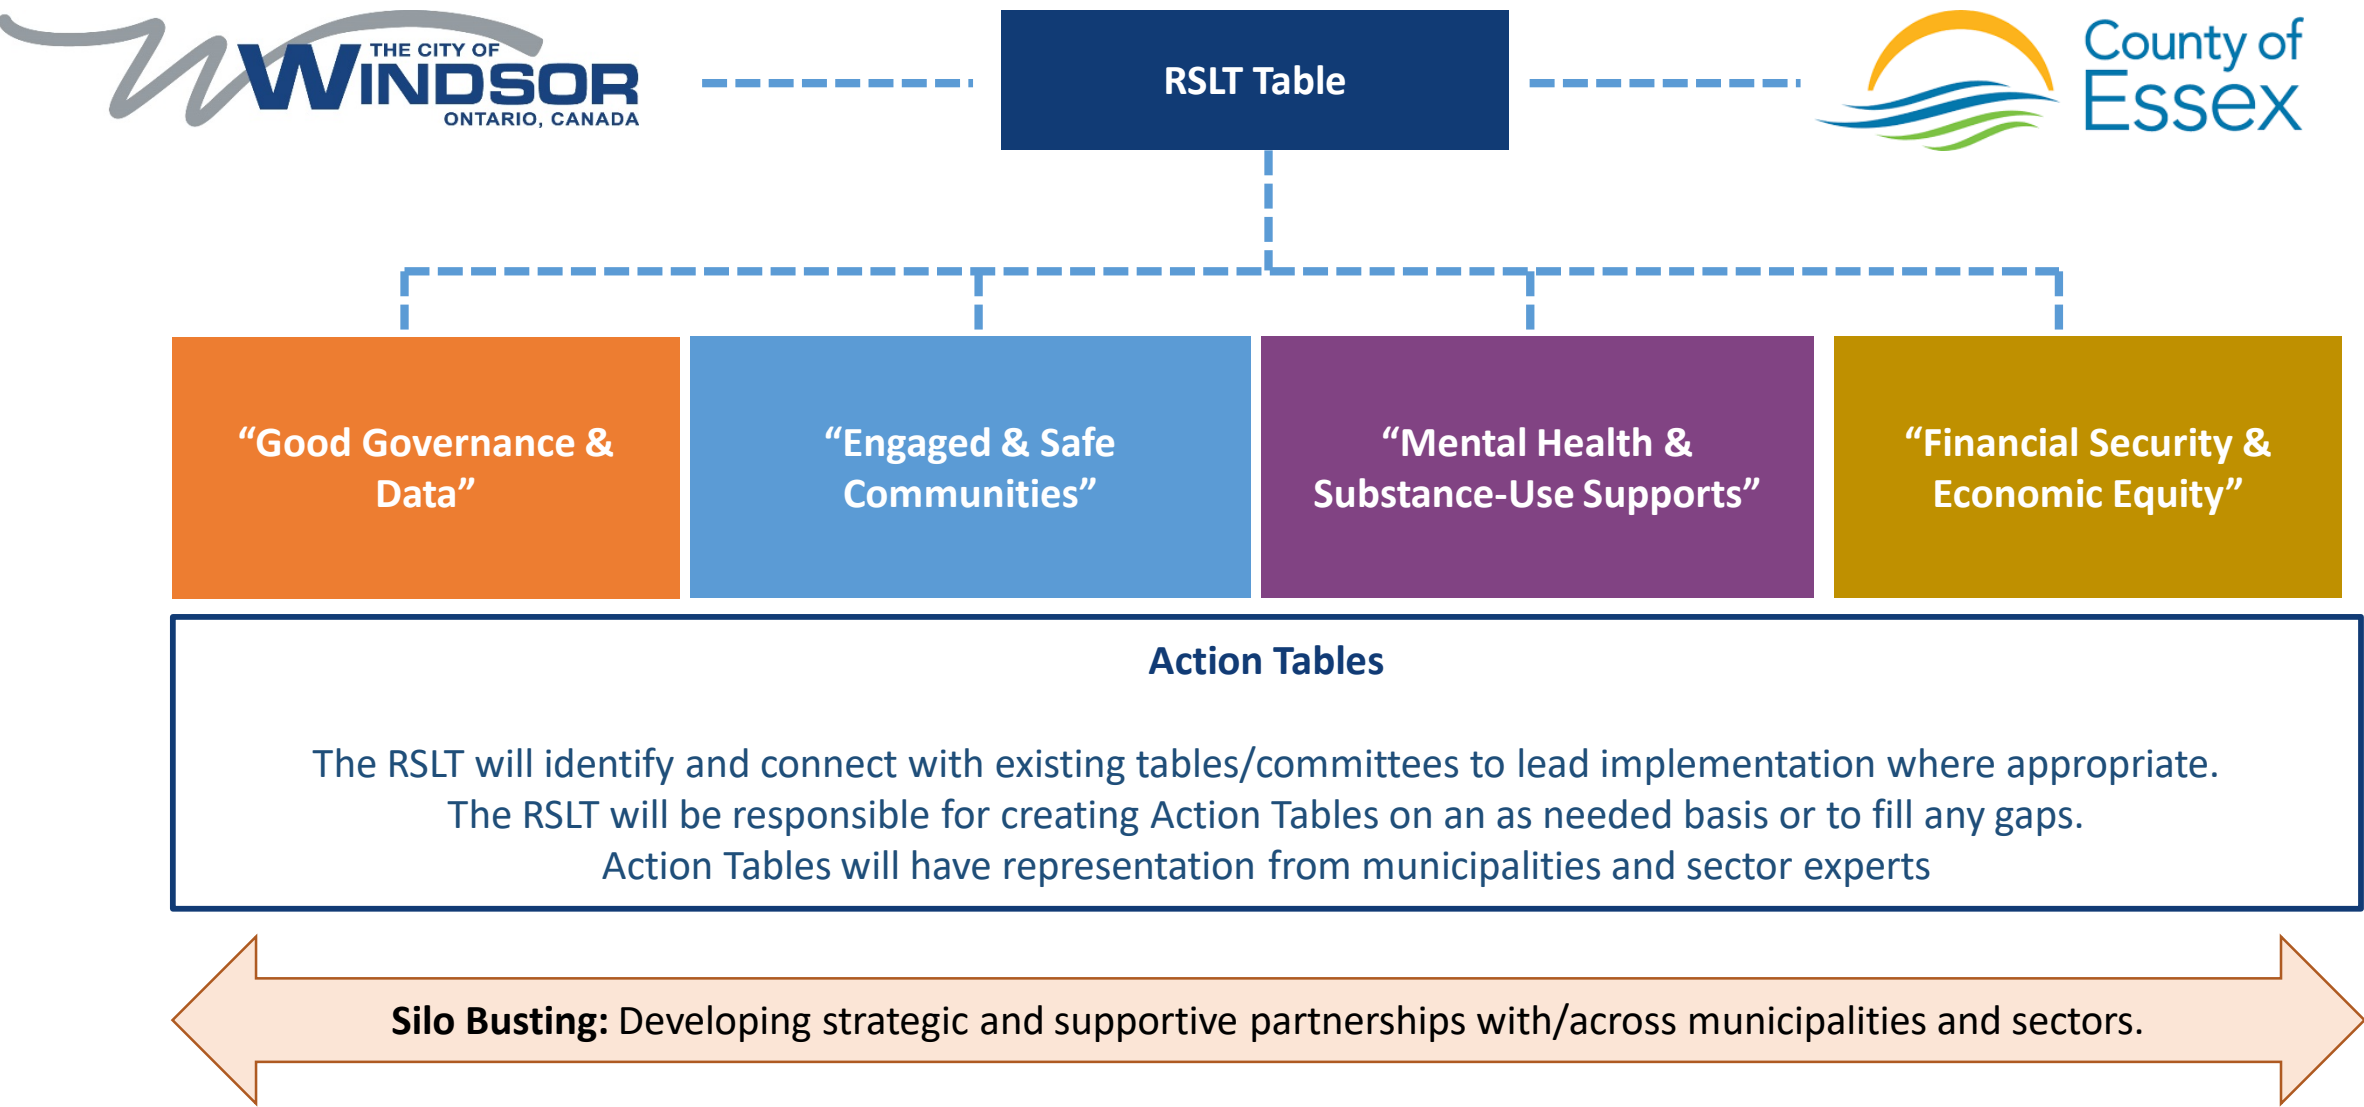 THE CITY OF
WINDSOR
ONTARIO, CANADA
RSLT Table
County of
Essex
“Good Governance &
Data”
“Engaged & Safe
Communities”
“Mental Health &
Substance-Use Supports”
“Financial Security &
Economic Equity”
Action Tables
The RSLT will identify and connect with existing tables/committees to lead implementation where appropriate.
The RSLT will be responsible for creating Action Tables on an as needed basis or to fill any gaps.
Action Tables will have representation from municipalities and sector experts
Silo Busting: Developing strategic and supportive partnerships with/across municipalities and sectors.